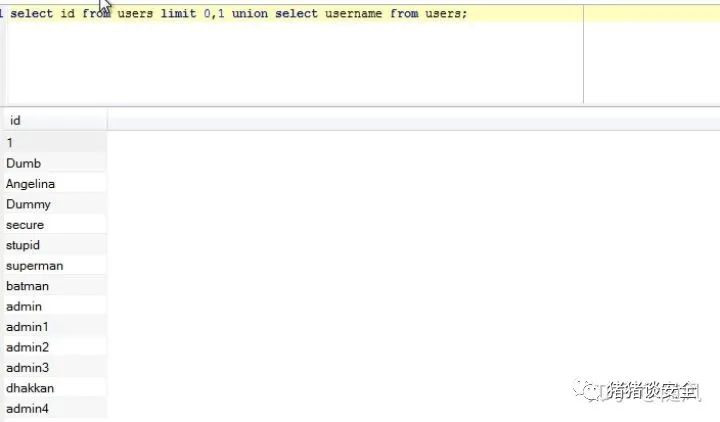 1 select id from users limit 0,1 union select username from users;
id
1
Dumb
Angelina
Dummy
secure
stupid
superman
batman
admin
admin1
admin2
admin3
dhakkan
admin4
猪猪谈安全